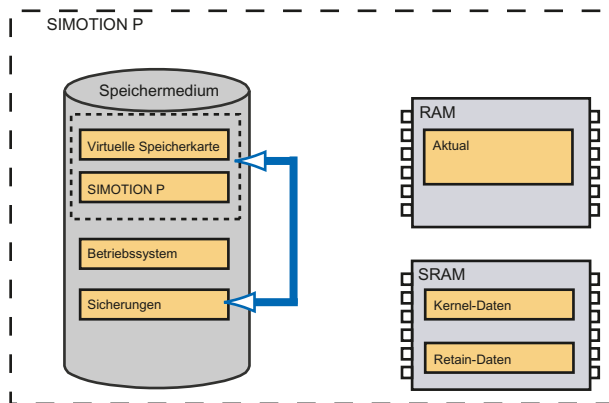 SIMOTION P
Speichermedium
Virtuelle Speicherkarte
SIMOTION P
Betriebssystem
Sicherungen
RAM
Aktual
SRAM
Kernel-Daten
Retain-Daten